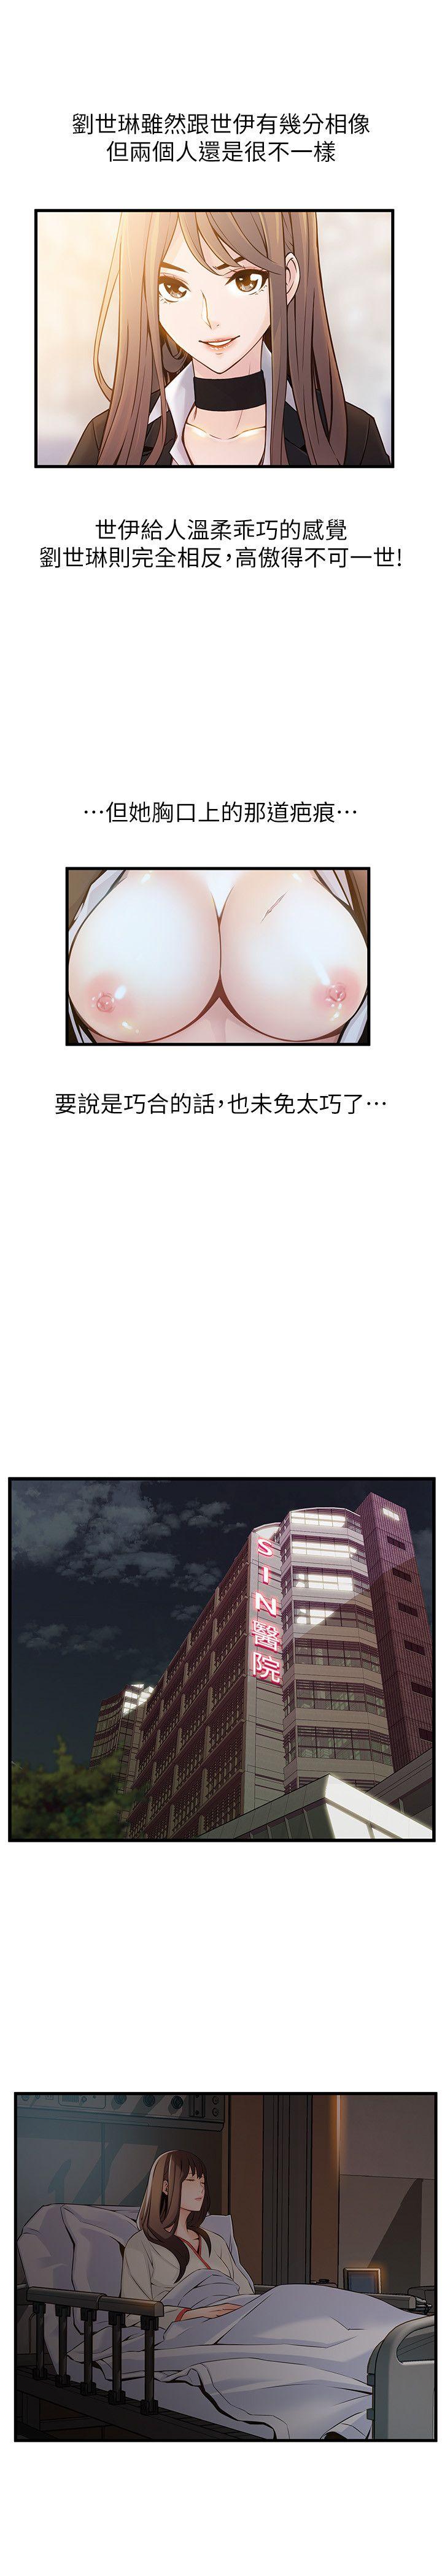 劉世琳雖然跟世伊有幾分相像
但兩個人還是很不一樣
世伊給人溫柔乖巧的感覺
劉世琳則完全相反,高傲得不可一世!
…但她胸口上的那道疤痕…
要說是巧合的話,也未免太巧了…
SIN醫院